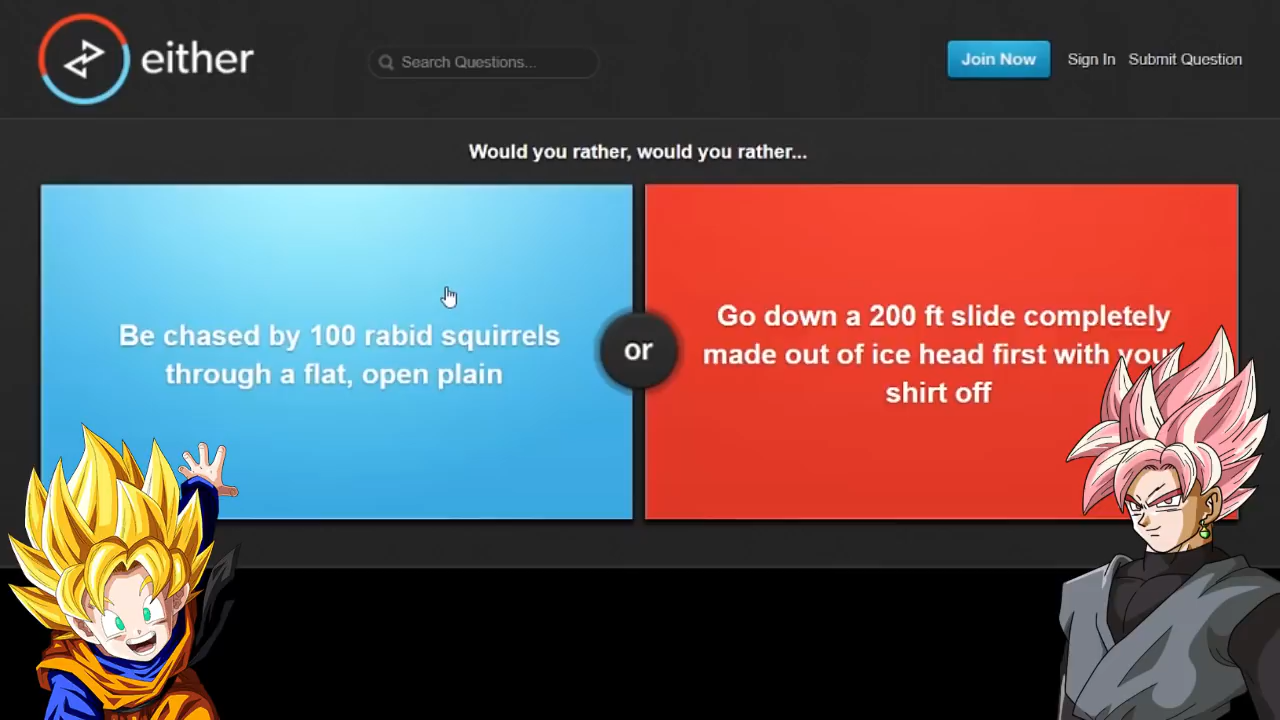 either
Search Questions...
Join Now
Sign In
Submit Question
Would you rather, would you rather...
Be chased by 100 rabid squirrels
through a flat, open plain
or
Go down a 200 ft slide completely
made out of ice head first with your
shirt off